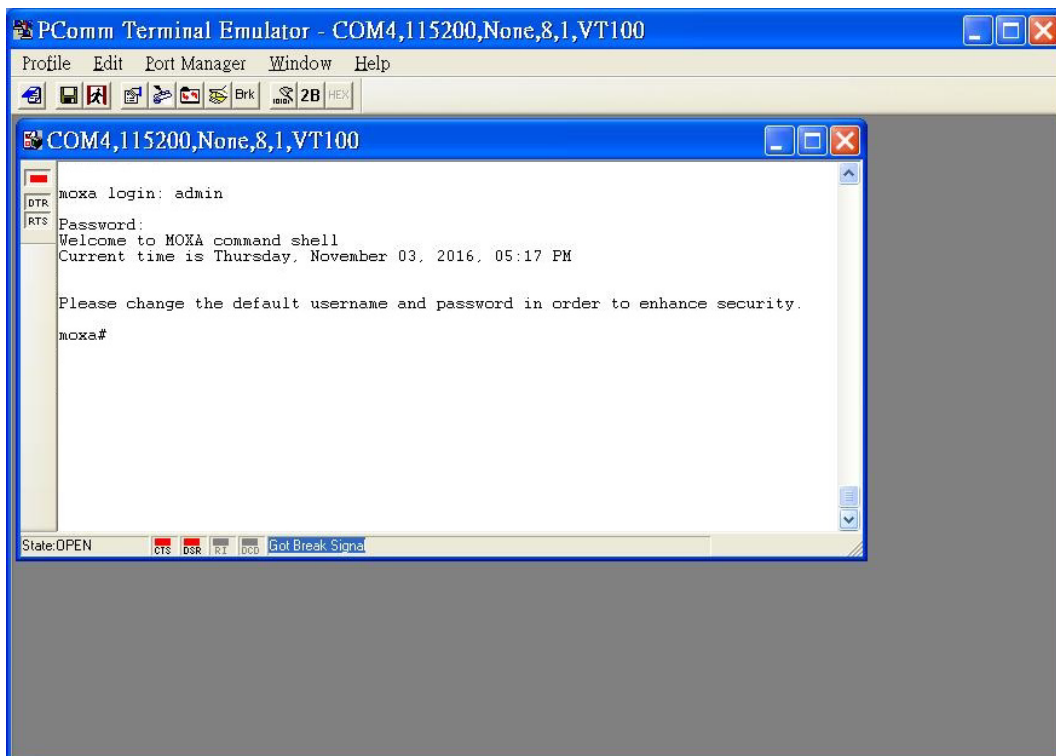 PComm Terminal Emulator - COM4,115200,None,8,1,VT100
Profile Edit Port Manager Window Help
Brk 2B HEX
COM4,115200,None,8,1,VT100
DTR
RTS
moxa login: admin
Password:
Welcome to MOXA command shell
Current time is Thursday, November 03, 2016, 05:17 PM
Please change the default username and password in order to enhance security.
moxa#
State:OPEN CTS DSR RI DCD Got Break Signal